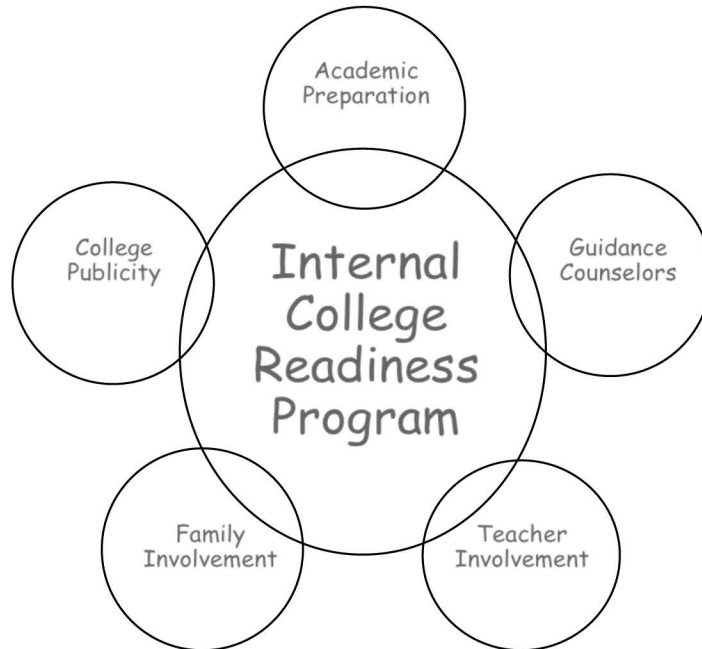 Academic
Preparation
College
Publicity
Guidance
Counselors
Internal
College
Readiness
Program
Family
Involvement
Teacher
Involvement